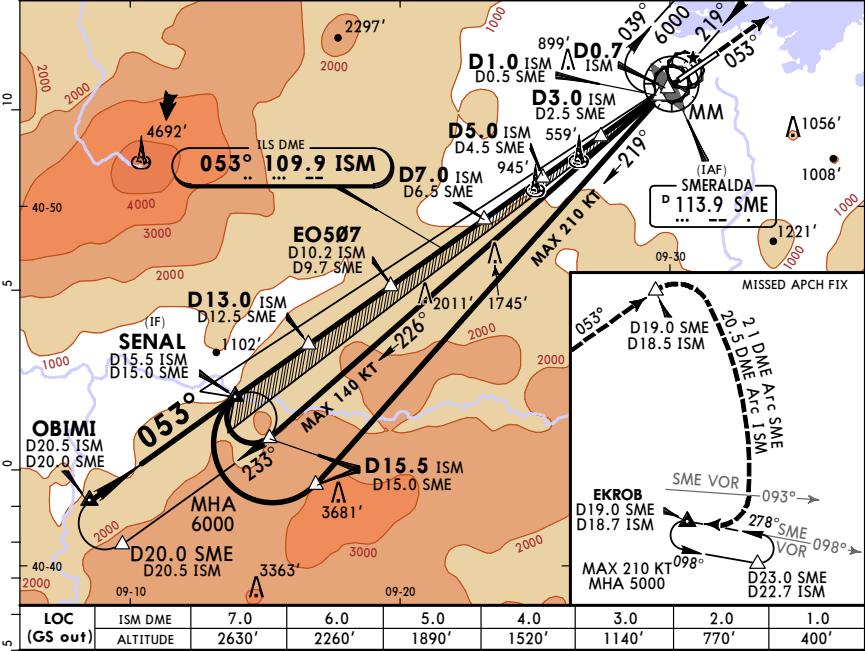 2297'
1000
2000
039°
6000
219°
899'
D0.7
ISM
053°
D1.0 ISM
D0.5 SME
2000
2000
10
MM
D3.0 ISM
D2.5 SME
559'
1056'
4692'
D5.0 ISM
D4.5 SME
219°
ILS DME
053° 109.9 ISM
945'
(IAF)
SMERALDA
D 113.9 SME
1008'
D7.0 ISM
D6.5 SME
4000
1000
40-50
3000
MAX 210 KT
1221'
1000
EO5Ø7
D10.2 ISM
D9.7 SME
09-30
2000
MISSED APCH FIX
5
1745'
2011'
D13.0 ISM
D12.5 SME
053°
D19.0 SME
D18.5 ISM
(IF)
SENAL
D15.5 ISM
D15.0 SME
1102'
226°
2000
2000
1000
MAX 140 KT
21 DME Arc SME
20.5 DME Arc ISM
053°
OBIMI
D20.5 ISM
D20.0 SME
233°
D15.5 ISM
D15.0 SME
0
SME VOR
093°
EKROB
D19.0 SME
D18.7 ISM
MHA
6000
3681'
278°
SME
VOR
098°
2000
D20.0 SME
D20.5 ISM
3000
2000
098°
MAX 210 KT
MHA 5000
D23.0 SME
D22.7 ISM
40-40
2000
3363'
09-10
09-20
LOC
(GS out)
ISM DME 7.0 6.0 5.0 4.0 3.0 2.0 1.0
ALTITUDE 2630' 2260' 1890' 1520' 1140' 770' 400'
5